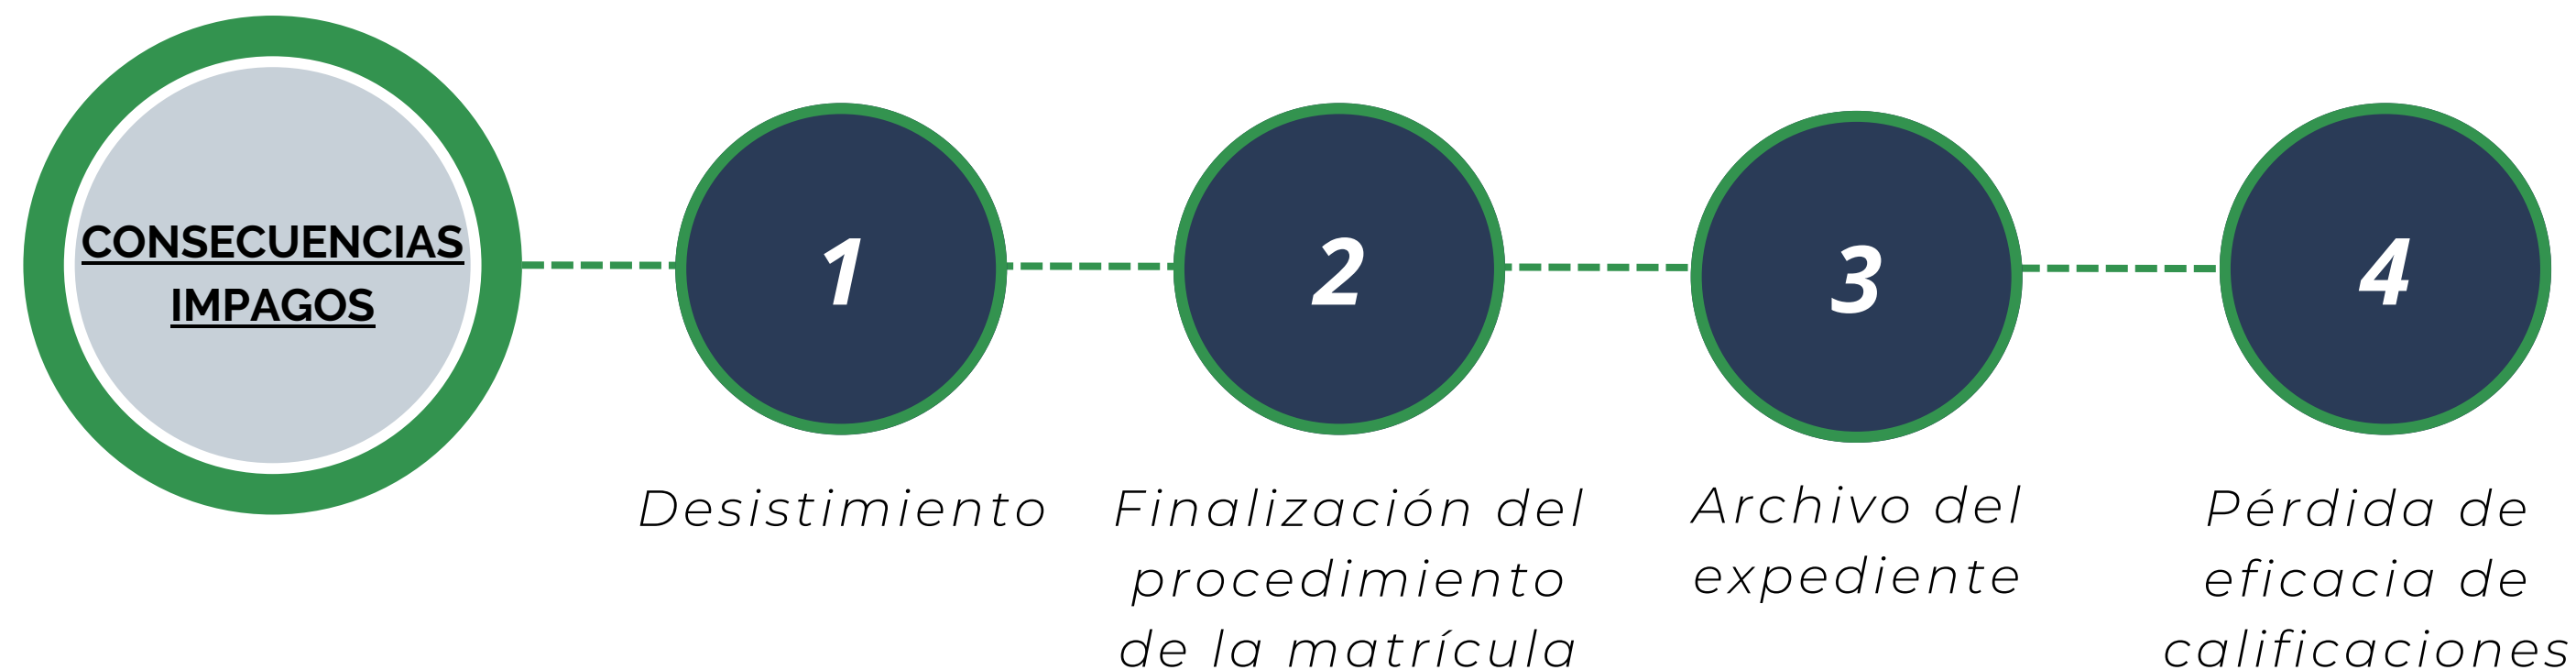 CONSECUENCIAS
IMPAGOS
1
Desistimiento
2
Finalización del
procedimiento
de la matrícula
3
Archivo del
expediente
4
Pérdida de
eficacia de
calificaciones